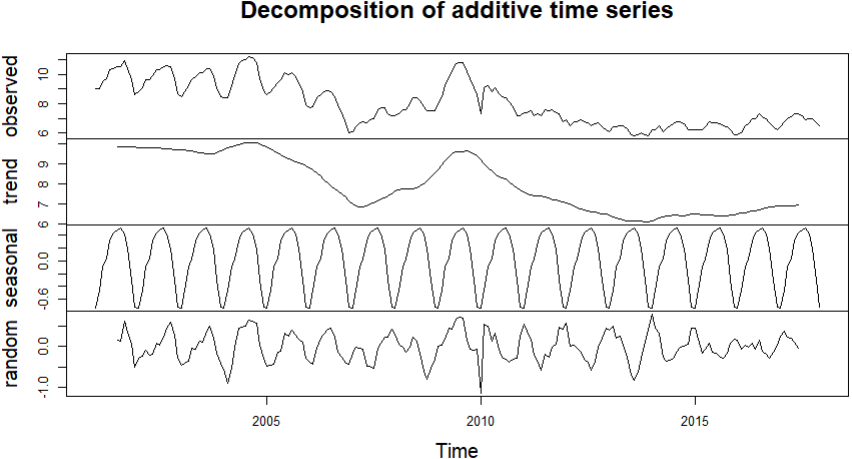 Decomposition of additive time series
observed
6 8 10
trend
6 7 8 9
seasonal
-0.6 0.0
random
-1.0 0.0
2005 2010 2015
Time